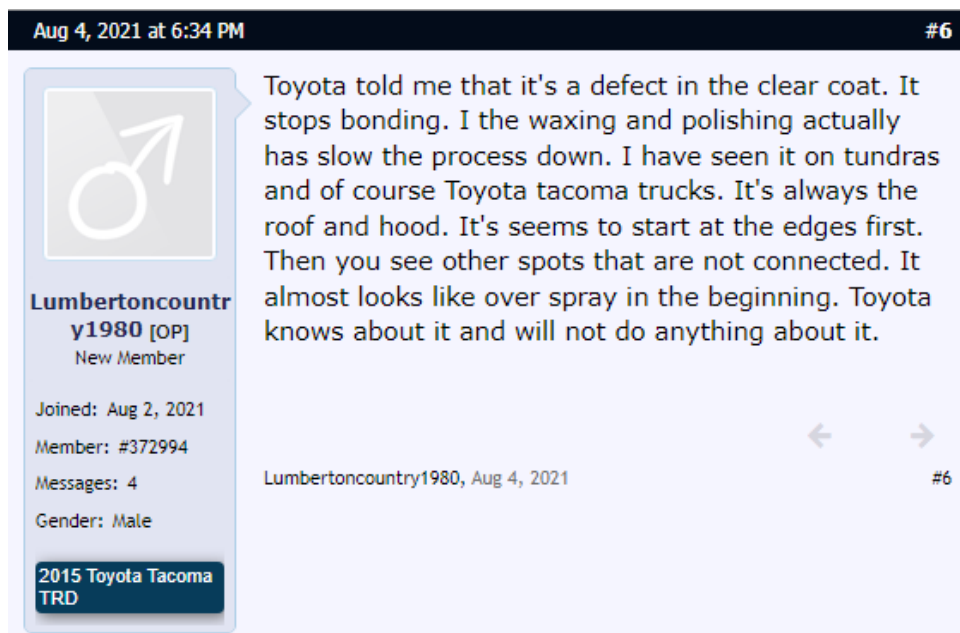 Aug 4, 2021 at 6:34 PM #6
Toyota told me that it's a defect in the clear coat. It
stops bonding. I the waxing and polishing actually
has slow the process down. I have seen it on tundras
and of course Toyota tacoma trucks. It's always the
roof and hood. It's seems to start at the edges first.
Then you see other spots that are not connected. It
almost looks like over spray in the beginning. Toyota
knows about it and will not do anything about it.
Lumbertoncountr
y1980 [OP]
New Member
Joined: Aug 2, 2021
Member: #372994
Messages: 4
Gender: Male
2015 Toyota Tacoma
TRD
Lumbertoncountry1980, Aug 4, 2021 #6